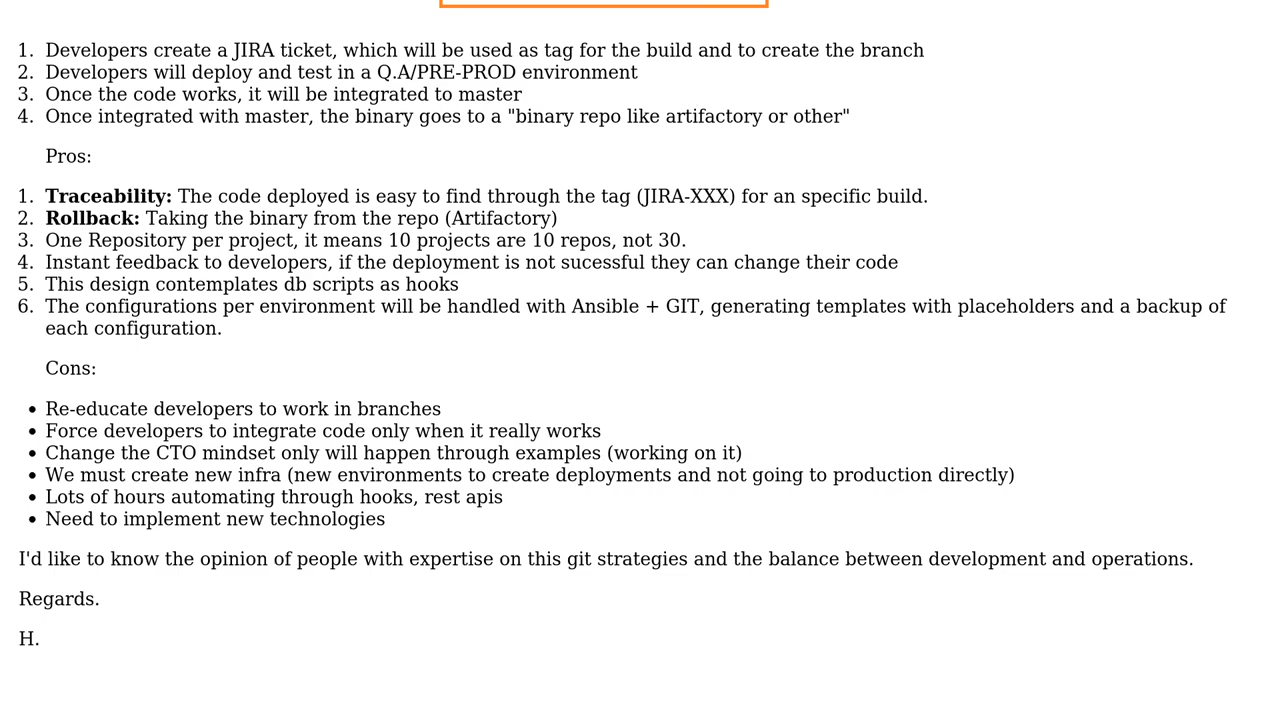 1. Developers create a JIRA ticket, which will be used as tag for the build and to create the branch
2. Developers will deploy and test in a Q.A/PRE-PROD environment
3. Once the code works, it will be integrated to master
4. Once integrated with master, the binary goes to a "binary repo like artifactory or other"
Pros:
1. Traceability: The code deployed is easy to find through the tag (JIRA-XXX) for an specific build.
2. Rollback: Taking the binary from the repo (Artifactory)
3. One Repository per project, it means 10 projects are 10 repos, not 30.
4. Instant feedback to developers, if the deployment is not sucessful they can change their code
5. This design contemplates db scripts as hooks
6. The configurations per environment will be handled with Ansible + GIT, generating templates with placeholders and a backup of
each configuration.
Cons:
• Re-educate developers to work in branches
• Force developers to integrate code only when it really works
• Change the CTO mindset only will happen through examples (working on it)
• We must create new infra (new environments to create deployments and not going to production directly)
• Lots of hours automating through hooks, rest apis
• Need to implement new technologies
I'd like to know the opinion of people with expertise on this git strategies and the balance between development and operations.
Regards.
H.